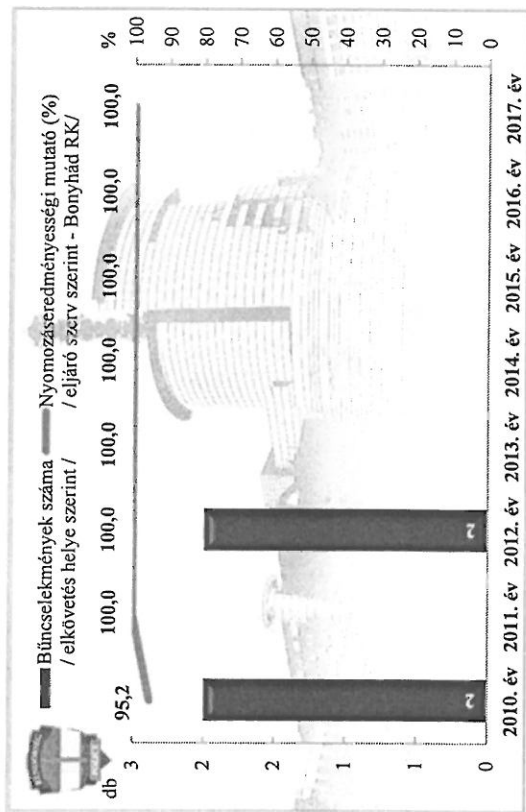 Bűncselekmények száma
/ elkövetés helye szerint /
Nyomozáseredményességi mutató (%)
/ eljáró szerv szerint - Bonyhád RK/
db
%
95,2 100,0 100,0 100,0 100,0 100,0 100,0 100,0
3
2
2
1
1
0
100
90
80
70
60
50
40
30
20
10
0
2 2
2010. év 2011. év 2012. év 2013. év 2014. év 2015. év 2016. év 2017. év